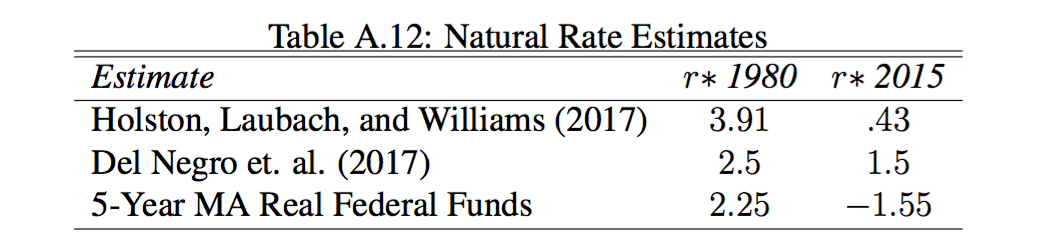 Table A.12: Natural Rate Estimates
Estimate r∗ 1980 r∗ 2015
Holston, Laubach, and Williams (2017) 3.91 .43
Del Negro et. al. (2017) 2.5 1.5
5-Year MA Real Federal Funds 2.25 −1.55